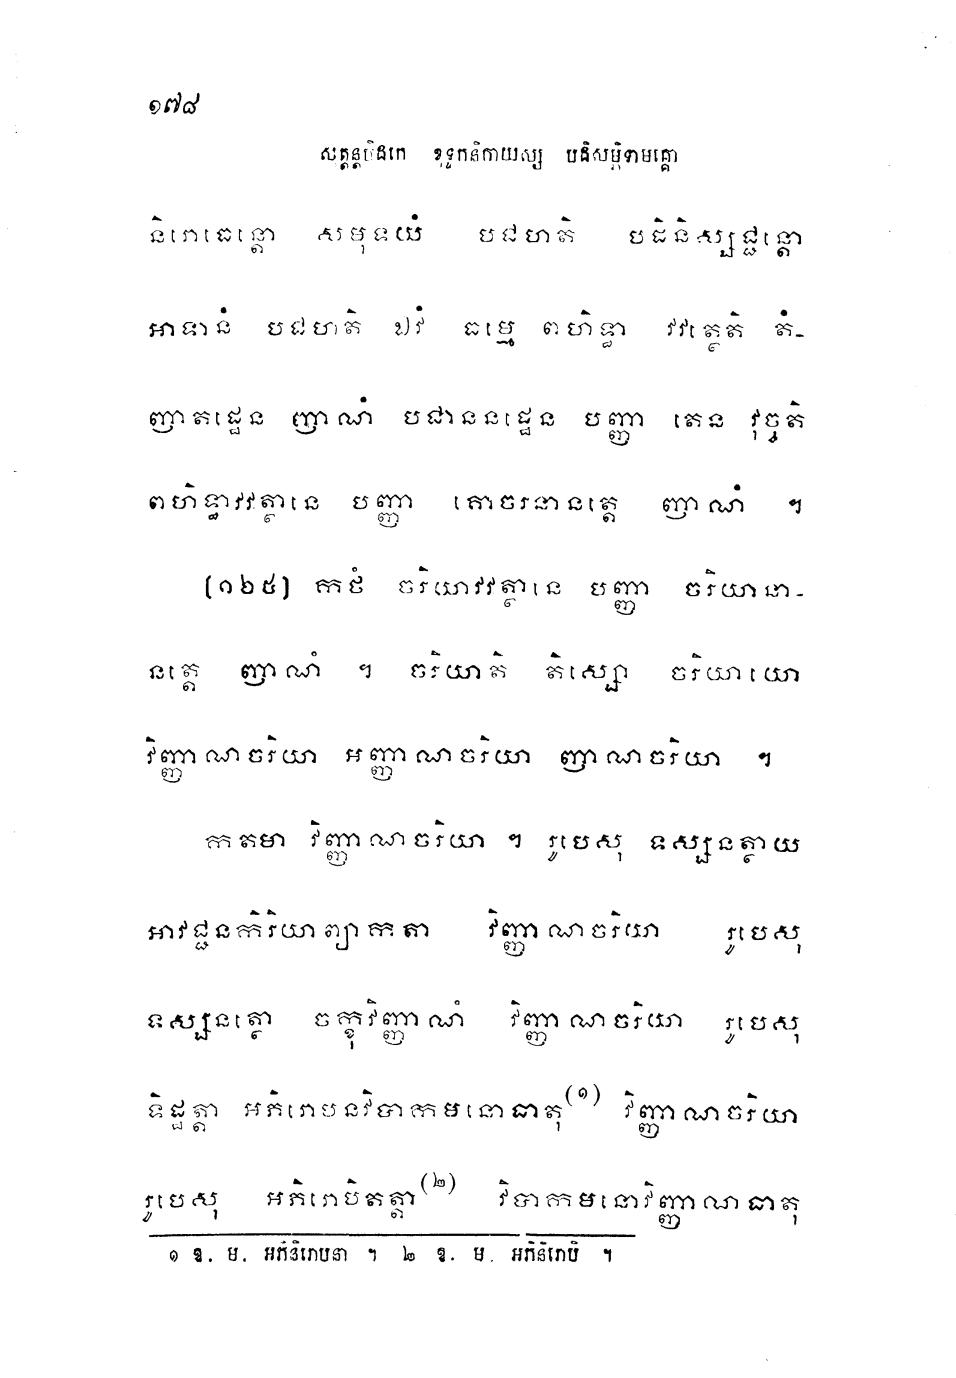 ១៧៨
សុត្តន្តបិដកេ ខុទ្ទកនិកាយស្ស បដិសម្ភិទាមគ្គោ
និរោធេន្តោ សមុទយំ បជហតិ បដិនិស្សជ្ជន្តោ
អាទានំ បជហតិ ឯវំ ធម្មេ ពហិទ្ធា វវត្ថេតិ តំ-
ញាតដ្ឋេន ញាណំ បជាននដ្ឋេន បញ្ញា តេន វុច្ចតិ
ពហិទ្ធាវវត្ថានេ បញ្ញា គោចរនានត្តេ ញាណំ ។
(១៦៥) កថំ ចរិយាវវត្ថានេ បញ្ញា ចរិយានា-
នត្តេ ញាណំ ។ ចរិយាតិ តិស្សោ ចរិយាយោ
វិញ្ញាណចរិយា អញ្ញាណចរិយា ញាណចរិយា ។
កតមា វិញ្ញាណចរិយា ។ រូបេសុ ទស្សនត្ថាយ
អាវជ្ជនកិរិយាព្យាកតា វិញ្ញាណចរិយា រូបេសុ
ទស្សនត្ថោ ចក្ខុវិញ្ញាណំ វិញ្ញាណចរិយា រូបេសុ
ទិដ្ឋត្តា អភិរោបនវិបាកមនោធាតុ(១) វិញ្ញាណចរិយា
រូបេសុ អភិរោបិតត្តា(២) វិបាកមនោវិញ្ញាណធាតុ
១ ឱ. ម. អភិនិរោបនា ។ ២ ឱ. ម. អភិនិរោបិ ។